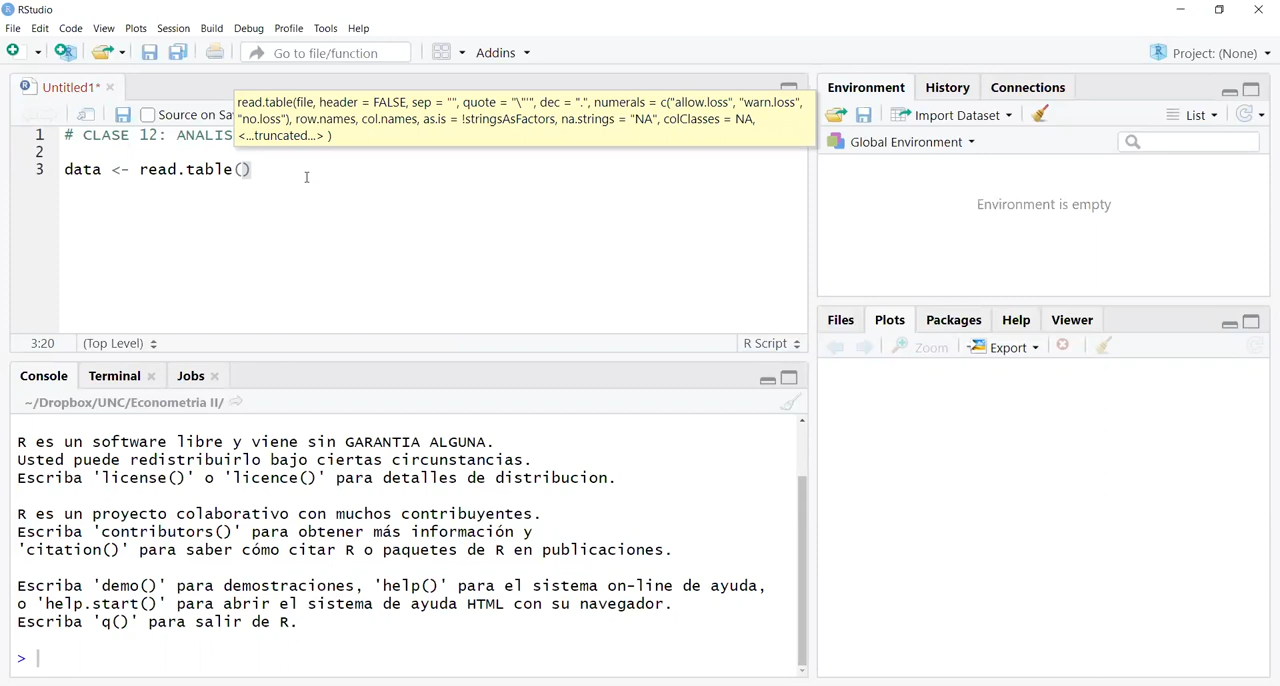 RStudio
File Edit Code View Plots Session Build Debug Profile Tools Help
Go to file/function Addins Project: (None)
Untitled1*
Source on Sa
read.table(file, header = FALSE, sep = "", quote = "\"'", dec = ".", numerals = c("allow.loss", "warn.loss",
"no.loss"), row.names, col.names, as.is = !stringsAsFactors, na.strings = "NA", colClasses = NA,
<...truncated...> )
1 # CLASE 12: ANALIS
2
3 data <- read.table()
3:20 (Top Level) R Script
Console Terminal Jobs
~/Dropbox/UNC/Econometria II/
R es un software libre y viene sin GARANTIA ALGUNA.
Usted puede redistribuirlo bajo ciertas circunstancias.
Escriba 'license()' o 'licence()' para detalles de distribucion.
R es un proyecto colaborativo con muchos contribuyentes.
Escriba 'contributors()' para obtener más información y
'citation()' para saber cómo citar R o paquetes de R en publicaciones.
Escriba 'demo()' para demostraciones, 'help()' para el sistema on-line de ayuda,
o 'help.start()' para abrir el sistema de ayuda HTML con su navegador.
Escriba 'q()' para salir de R.
>
Environment History Connections
Import Dataset List
Global Environment
Environment is empty
Files Plots Packages Help Viewer
Zoom Export